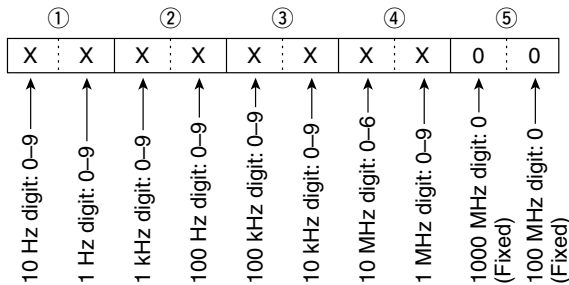 ① ② ③ ④ ⑤
X X X X X X X X 0 0
10 Hz digit: 0–9
1 Hz digit: 0–9
1 kHz digit: 0–9
100 Hz digit: 0–9
100 kHz digit: 0–9
10 kHz digit: 0–9
10 MHz digit: 0–6
1 MHz digit: 0–9
1000 MHz digit: 0
(Fixed)
100 MHz digit: 0
(Fixed)